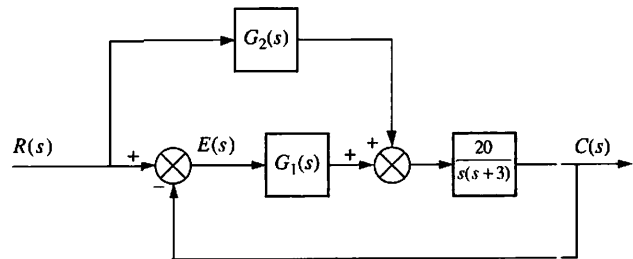 G₂(s)
R(s)
+
−
E(s)
G₁(s)
+
+
20
s(s+3)
C(s)